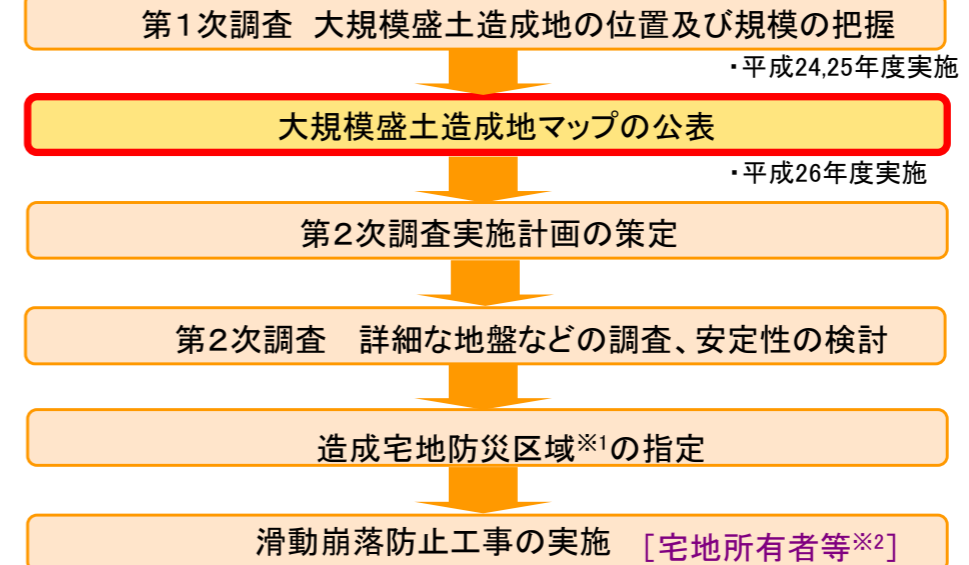 第1次調査 大規模盛土造成地の位置及び規模の把握
・平成24,25年度実施
大規模盛土造成地マップの公表
・平成26年度実施
第2次調査実施計画の策定
第2次調査　詳細な地盤などの調査、安定性の検討
造成宅地防災区域※1の指定
滑動崩落防止工事の実施 [宅地所有者等※2]